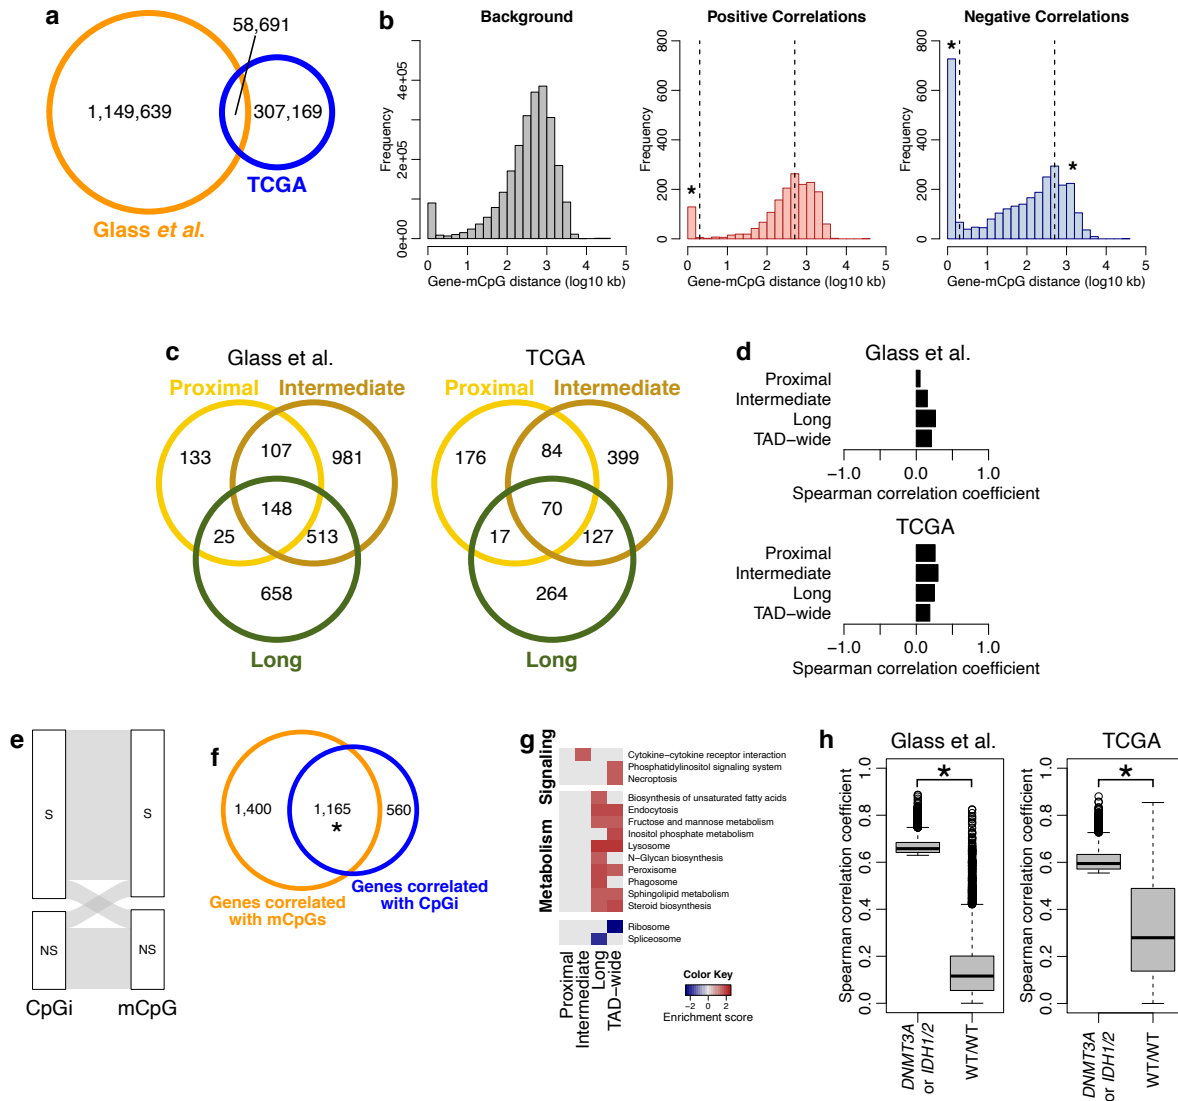 a
58,691
1,149,639
307,169
TCGA
Glass et al.
b
Background
Frequency
0e+00
2e+05
4e+05
0
1
2
3
4
5
Gene-mCpG distance (log10 kb)
Positive Correlations
Frequency
0
200
400
600
800
*
0
1
2
3
4
5
Gene-mCpG distance (log10 kb)
Negative Correlations
Frequency
0
200
400
600
800
*
*
0
1
2
3
4
5
Gene-mCpG distance (log10 kb)
c
Glass et al.
Proximal
Intermediate
133
107
981
148
25
513
658
Long
TCGA
Proximal
Intermediate
176
84
399
70
17
127
264
Long
d
Glass et al.
Proximal
Intermediate
Long
TAD−wide
−1.0
0.0
1.0
Spearman correlation coefficient
TCGA
Proximal
Intermediate
Long
TAD−wide
−1.0
0.0
1.0
Spearman correlation coefficient
e
S
S
NS
NS
CpGi
mCpG
f
1,400
1,165
*
560
Genes correlated
with mCpGs
Genes correlated
with CpGi
g
Signaling
Cytokine−cytokine receptor interaction
Phosphatidylinositol signaling system
Necroptosis
Metabolism
Biosynthesis of unsaturated fatty acids
Endocytosis
Fructose and mannose metabolism
Inositol phosphate metabolism
Lysosome
N−Glycan biosynthesis
Peroxisome
Phagosome
Sphingolipid metabolism
Steroid biosynthesis
Ribosome
Spliceosome
Proximal
Intermediate
Long
TAD−wide
Color Key
−2
0
2
Enrichment score
h
Glass et al.
Spearman correlation coefficient
0.0
0.2
0.4
0.6
0.8
1.0
*
DNMT3A
or IDH1/2
WT/WT
TCGA
Spearman correlation coefficient
0.0
0.2
0.4
0.6
0.8
1.0
*
DNMT3A
or IDH1/2
WT/WT